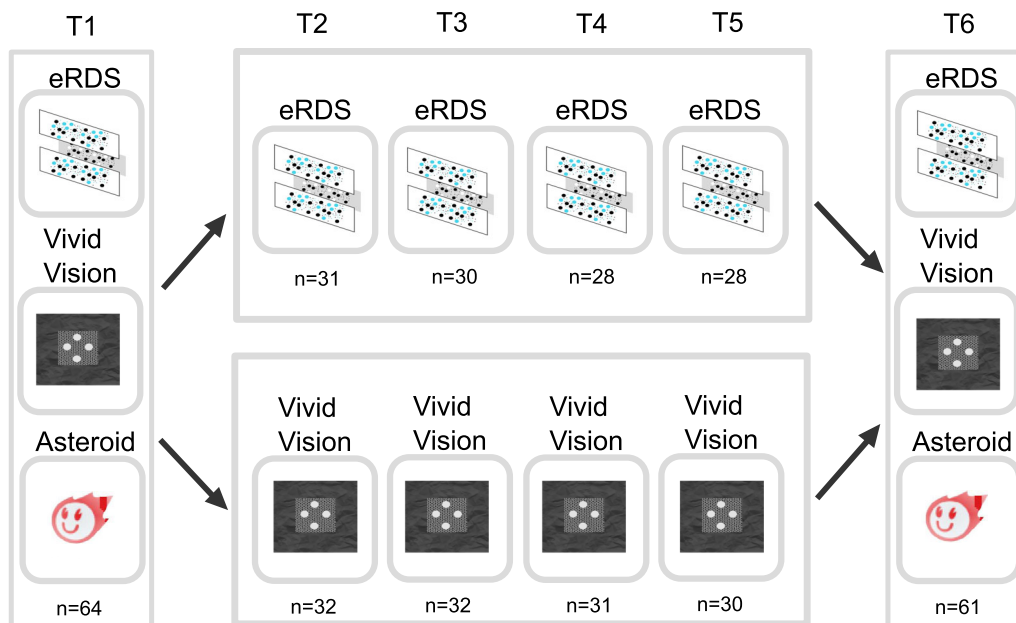 T1
T2
T3
T4
T5
T6
eRDS
Vivid
Vision
Asteroid
n=64
eRDS
eRDS
eRDS
eRDS
n=31
n=30
n=28
n=28
Vivid
Vision
Vivid
Vision
Vivid
Vision
Vivid
Vision
n=32
n=32
n=31
n=30
eRDS
Vivid
Vision
Asteroid
n=61